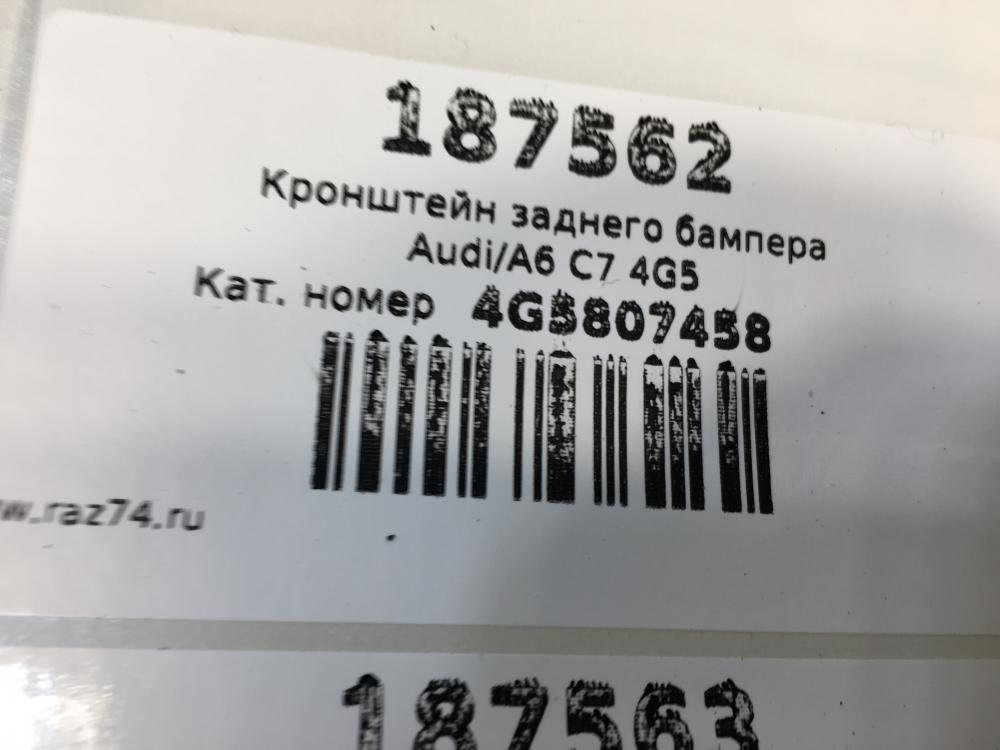 187562
Кронштейн заднего бампера
Audi/A6 C7 4G5
Кат. номер 4G5807458
w.raz74.ru
187563